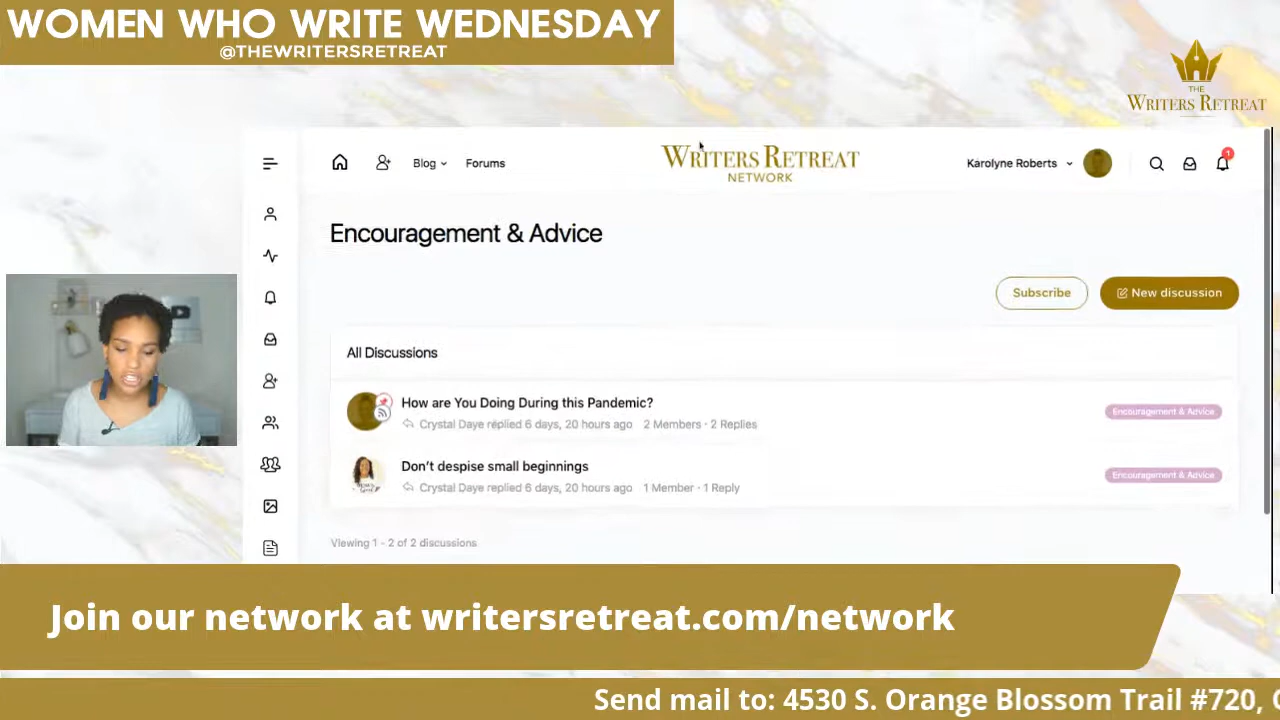 WOMEN WHO WRITE WEDNESDAY
@THEWRITERSRETREAT
THE
WRITERS RETREAT
Blog
Forums
WRITERS RETREAT
NETWORK
Karolyne Roberts
1
Encouragement & Advice
Subscribe
New discussion
All Discussions
How are You Doing During this Pandemic?
Crystal Daye replied 6 days, 20 hours ago 2 Members · 2 Replies
Encouragement & Advice
Don't despise small beginnings
Crystal Daye replied 6 days, 20 hours ago 1 Member · 1 Reply
Encouragement & Advice
Viewing 1 - 2 of 2 discussions
Join our network at writersretreat.com/network
Send mail to: 4530 S. Orange Blossom Trail #720,